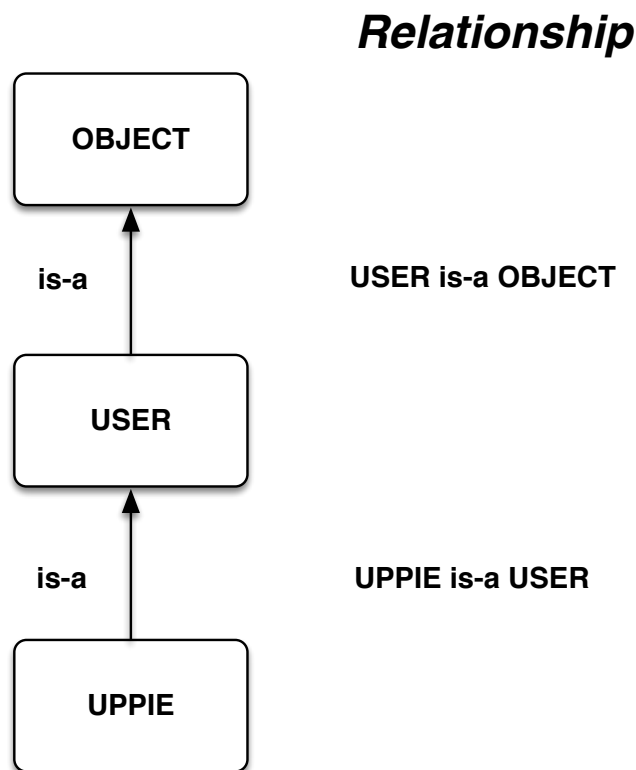 Relationship
OBJECT
is-a
USER is-a OBJECT
USER
is-a
UPPIE is-a USER
UPPIE